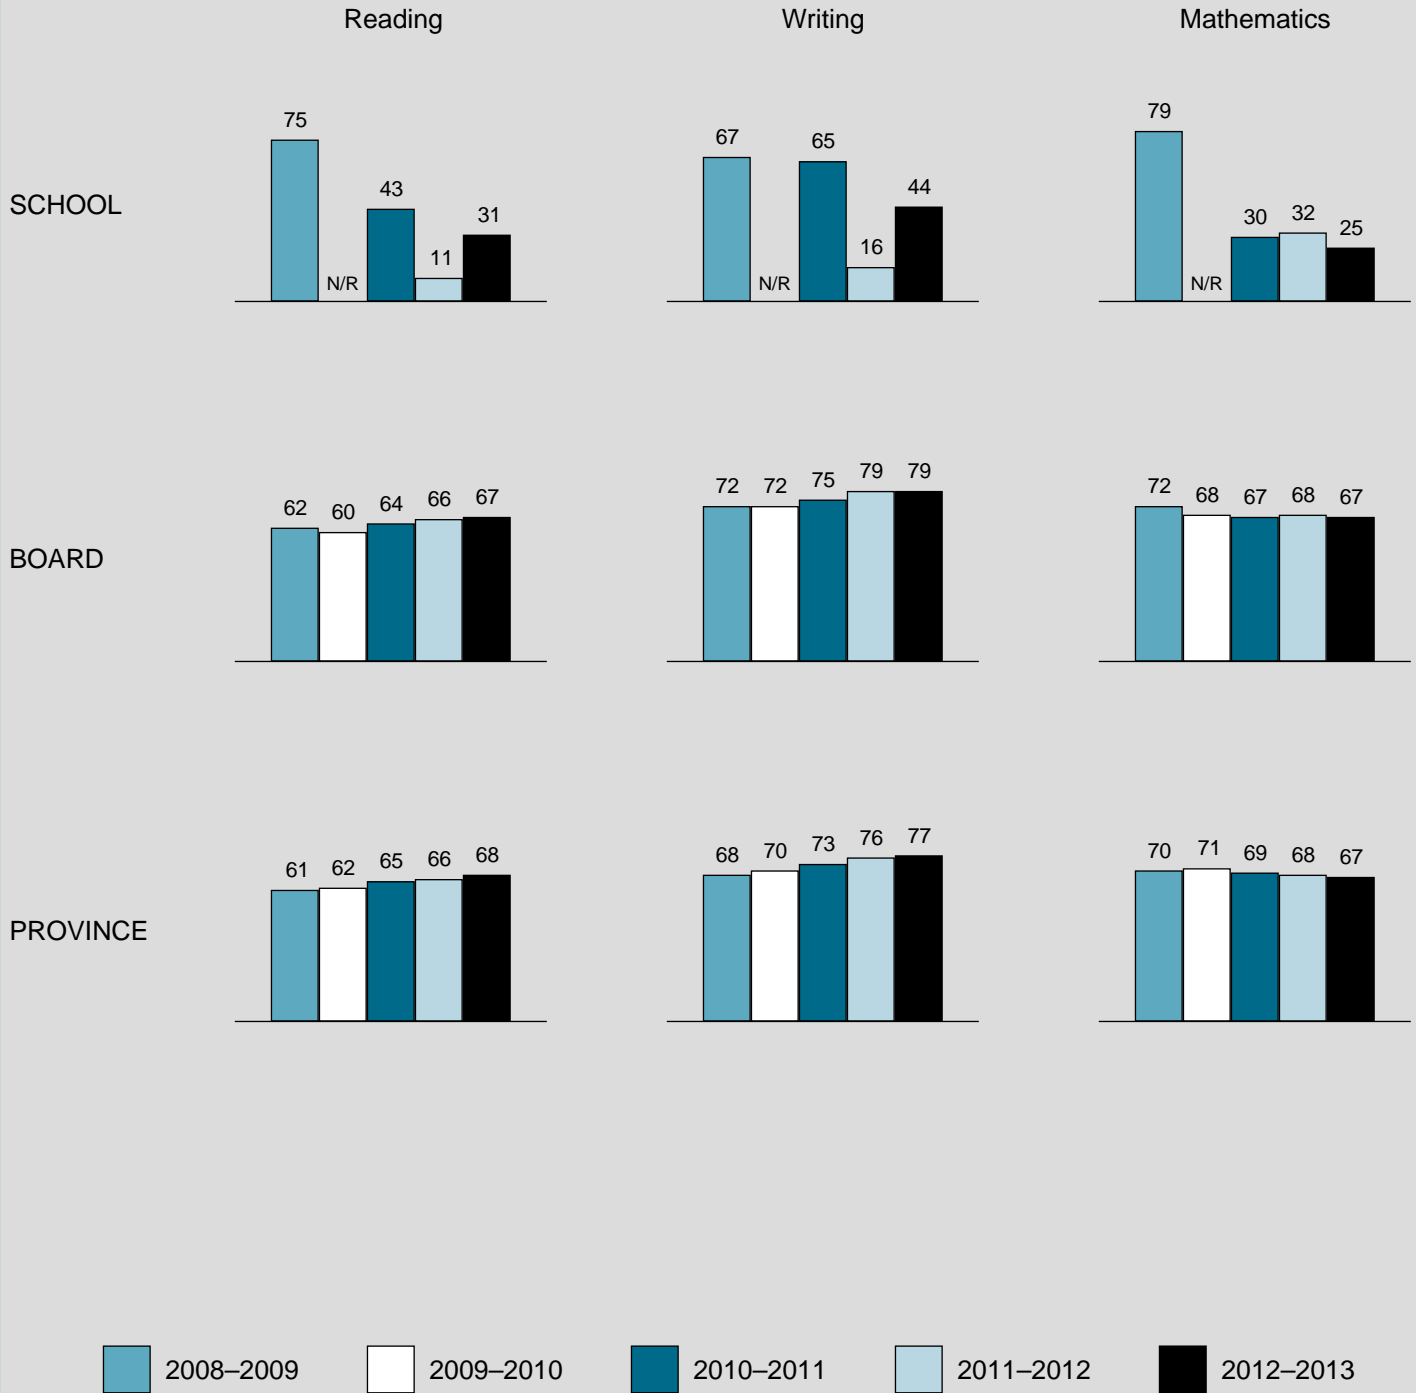 Reading Writing Mathematics
SCHOOL
75 N/R 43 11 31
67 N/R 65 16 44
79 N/R 30 32 25
BOARD
62 60 64 66 67
72 72 75 79 79
72 68 67 68 67
PROVINCE
61 62 65 66 68
68 70 73 76 77
70 71 69 68 67
2008–2009 2009–2010 2010–2011 2011–2012 2012–2013